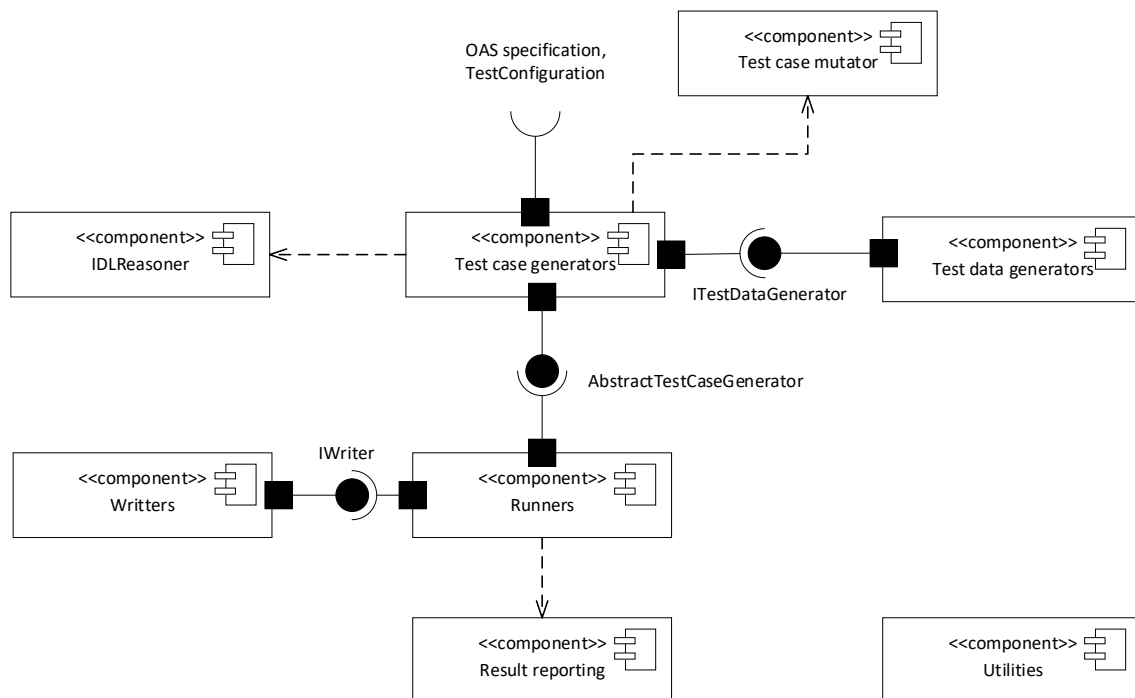 <<component>>
Test case mutator
OAS specification,
TestConfiguration
<<component>>
IDLReasoner
<<component>>
Test case generators
<<component>>
Test data generators
ITestDataGenerator
AbstractTestCaseGenerator
IWriter
<<component>>
Writters
<<component>>
Runners
<<component>>
Result reporting
<<component>>
Utilities